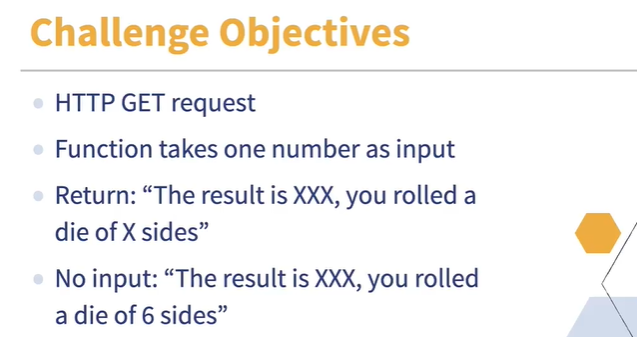 Challenge Objectives
HTTP GET request
Function takes one number as input
Return: “The result is XXX, you rolled a
die of X sides”
No input: “The result is XXX, you rolled
a die of 6 sides”